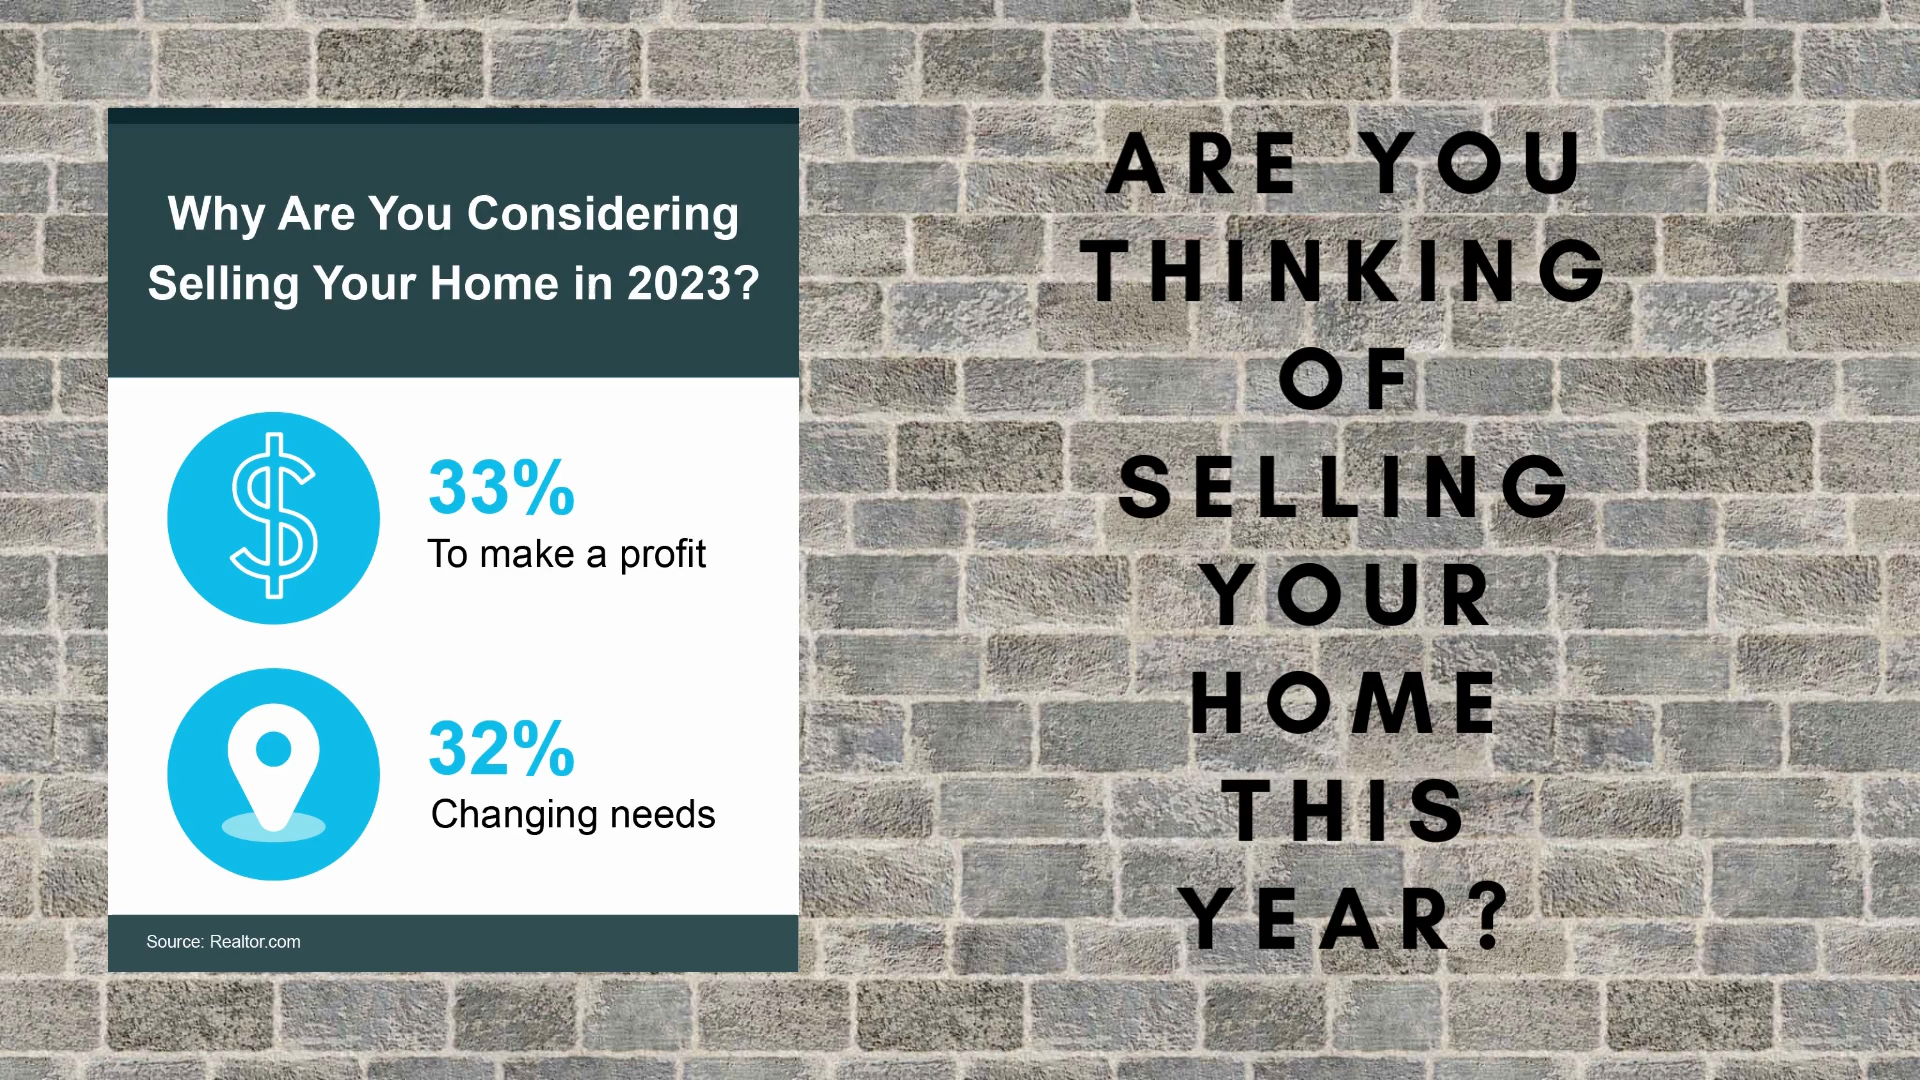 Why Are You Considering
Selling Your Home in 2023?
33%
To make a profit
32%
Changing needs
Source: Realtor.com
ARE YOU
THINKING
OF
SELLING
YOUR
HOME
THIS
YEAR?